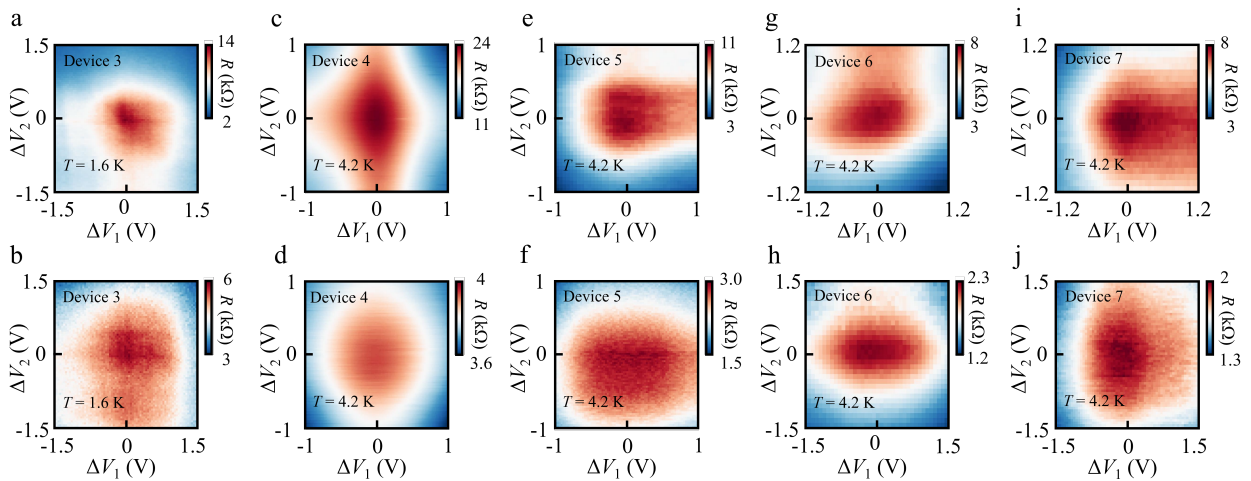 a
Device 3
T = 1.6 K
1.5
0
-1.5
ΔV2 (V)
-1.5
0
1.5
ΔV1 (V)
14
R (kΩ)
2
c
Device 4
T = 4.2 K
1
0
-1
ΔV2 (V)
-1
0
1
ΔV1 (V)
24
R (kΩ)
11
e
Device 5
T = 4.2 K
1
0
-1
ΔV2 (V)
-1
0
1
ΔV1 (V)
11
R (kΩ)
3
g
Device 6
T = 4.2 K
1.2
0
-1.2
ΔV2 (V)
-1.2
0
1.2
ΔV1 (V)
8
R (kΩ)
3
i
Device 7
T = 4.2 K
1.2
0
-1.2
ΔV2 (V)
-1.2
0
1.2
ΔV1 (V)
8
R (kΩ)
3
b
Device 3
T = 1.6 K
1.5
0
-1.5
ΔV2 (V)
-1.5
0
1.5
ΔV1 (V)
6
R (kΩ)
3
d
Device 4
T = 4.2 K
1
0
-1
ΔV2 (V)
-1
0
1
ΔV1 (V)
4
R (kΩ)
3.6
f
Device 5
T = 4.2 K
1
0
-1
ΔV2 (V)
-1
0
1
ΔV1 (V)
3.0
R (kΩ)
1.5
h
Device 6
T = 4.2 K
1.5
0
-1.5
ΔV2 (V)
-1.5
0
1.5
ΔV1 (V)
2.3
R (kΩ)
1.2
j
Device 7
T = 4.2 K
1.5
0
-1.5
ΔV2 (V)
-1.5
0
1.5
ΔV1 (V)
2
R (kΩ)
1.3